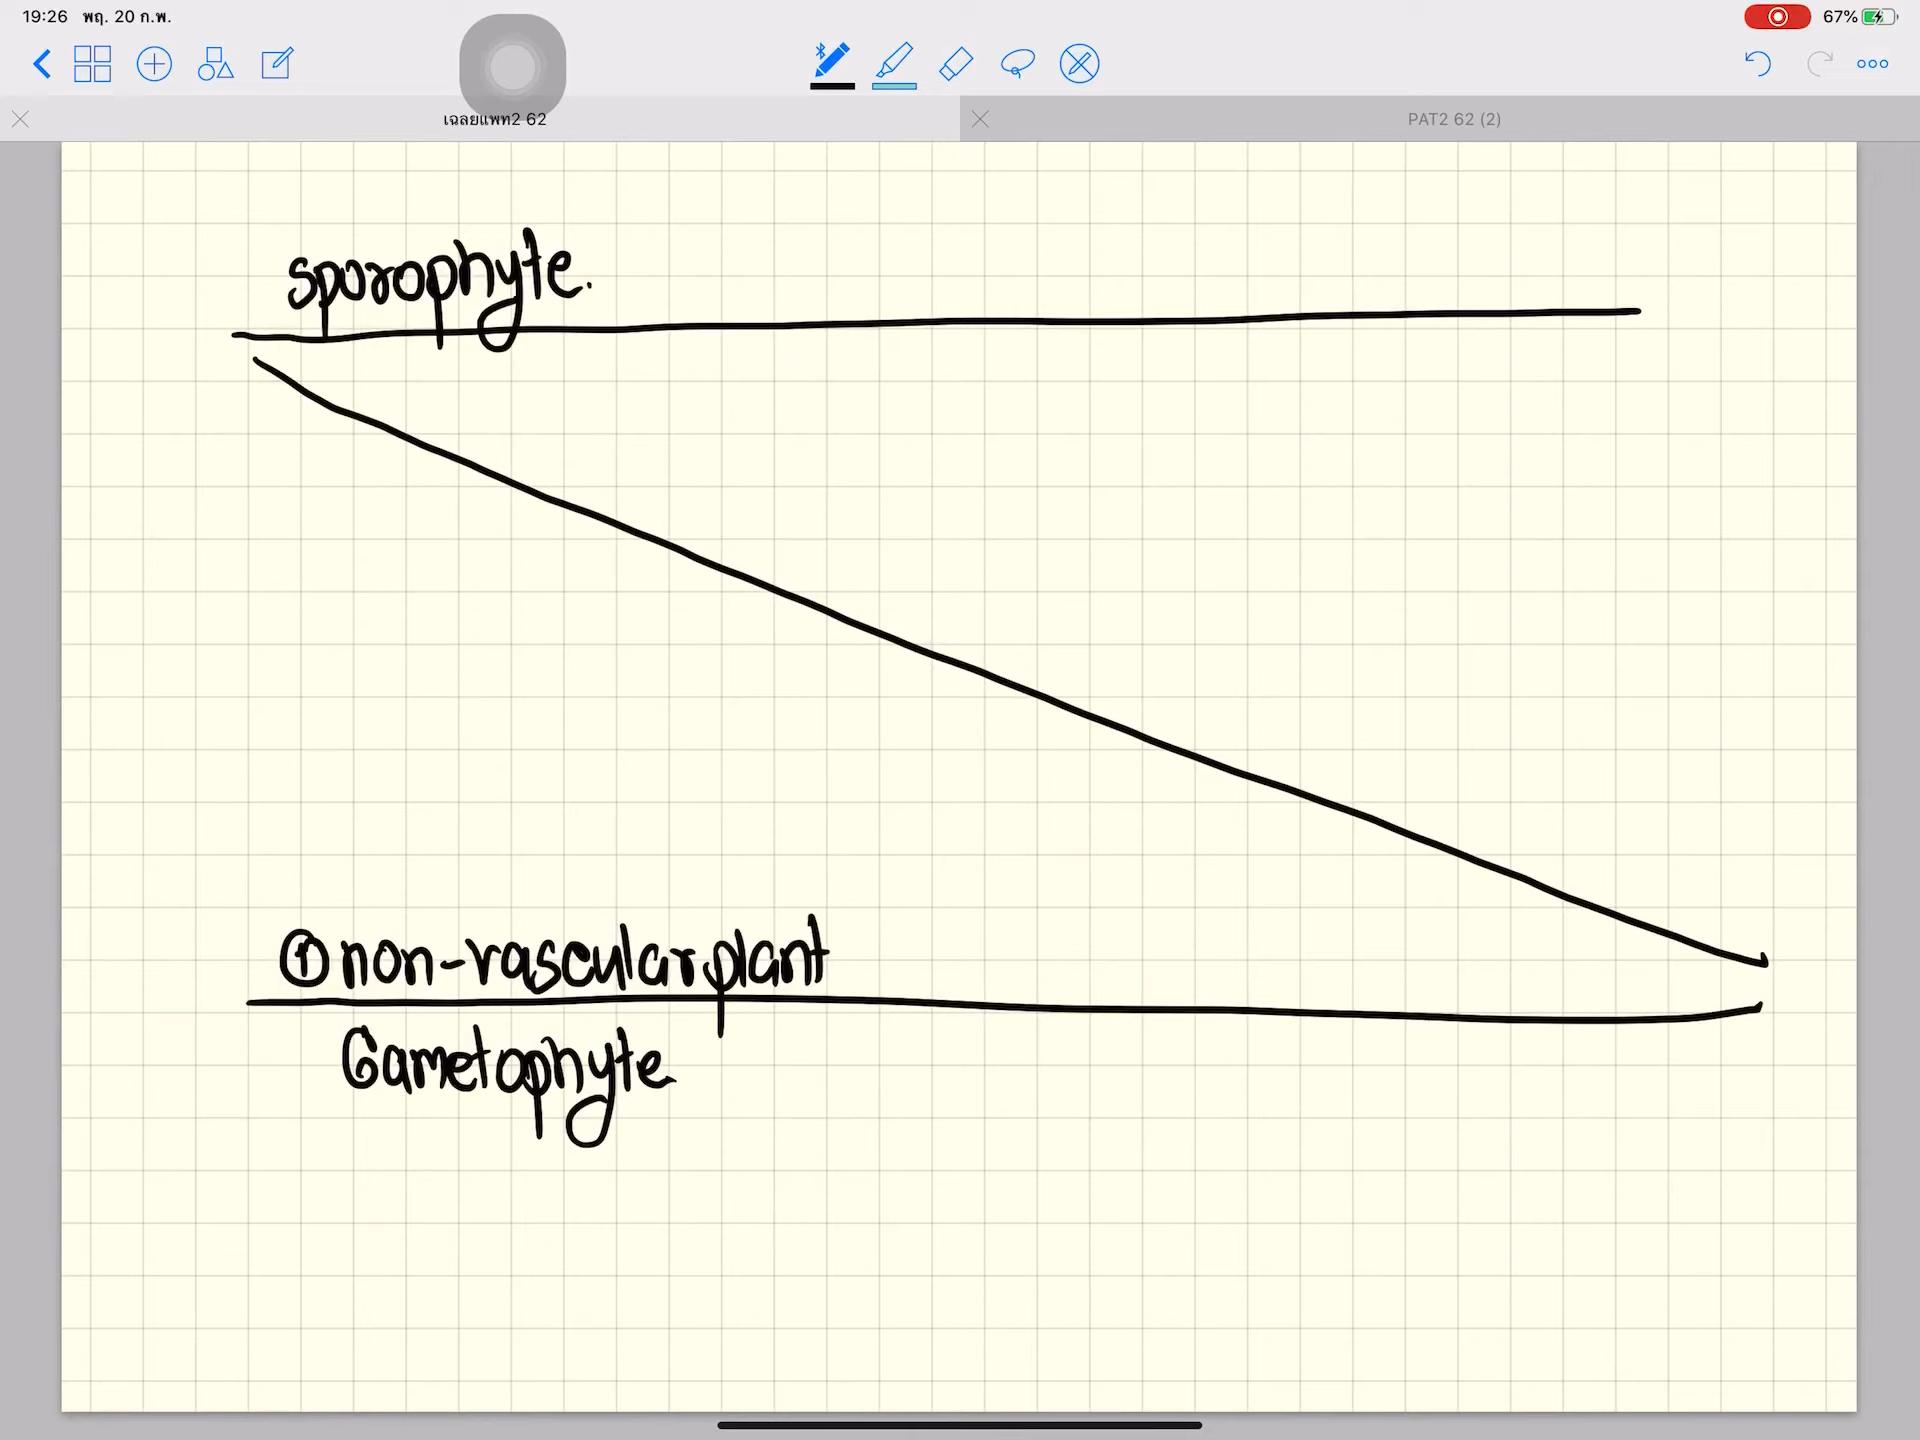 19:26 พฤ. 20 ก.พ. 67%
เฉลยแพท2 62 PAT2 62 (2)
sporophyte.
① non-vascular plant
Gametophyte